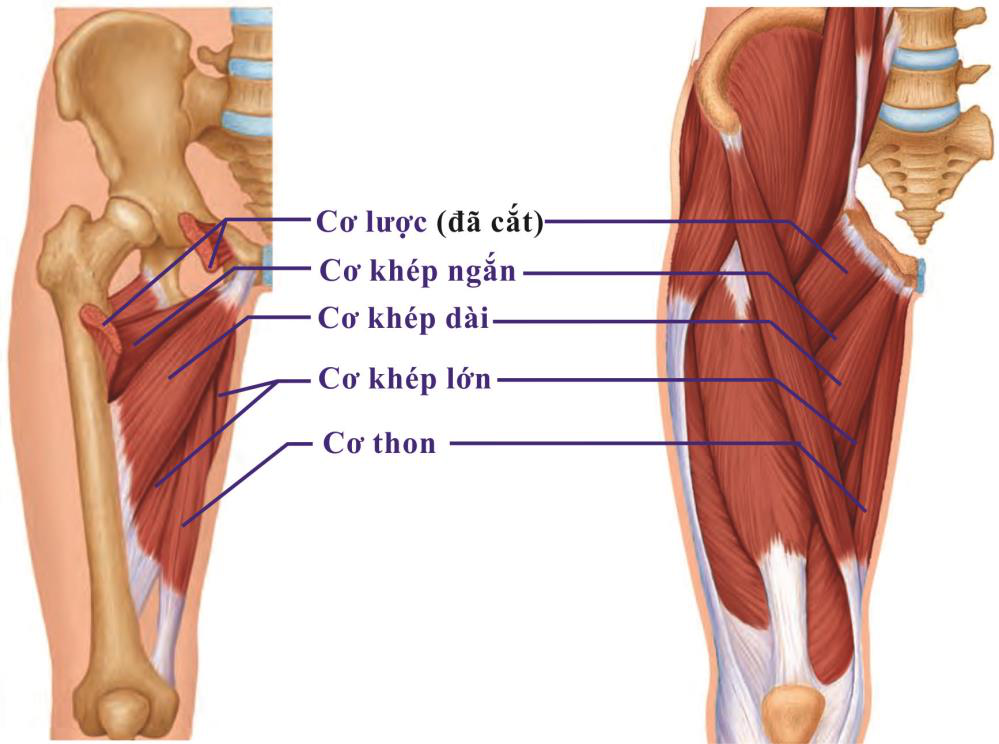 Cơ lược (đã cắt)
Cơ khép ngắn
Cơ khép dài
Cơ khép lớn
Cơ thon